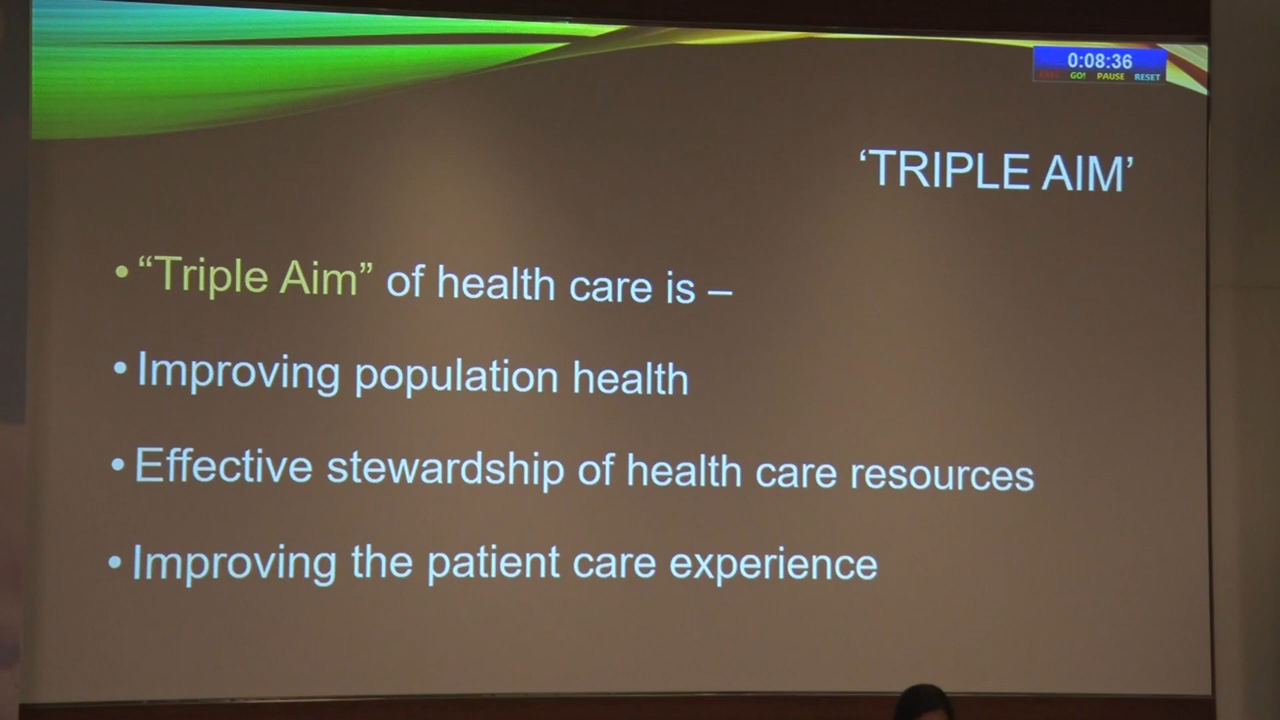 0:08:36
GO! PAUSE RESET
‘TRIPLE AIM’
• “Triple Aim” of health care is –
• Improving population health
• Effective stewardship of health care resources
• Improving the patient care experience